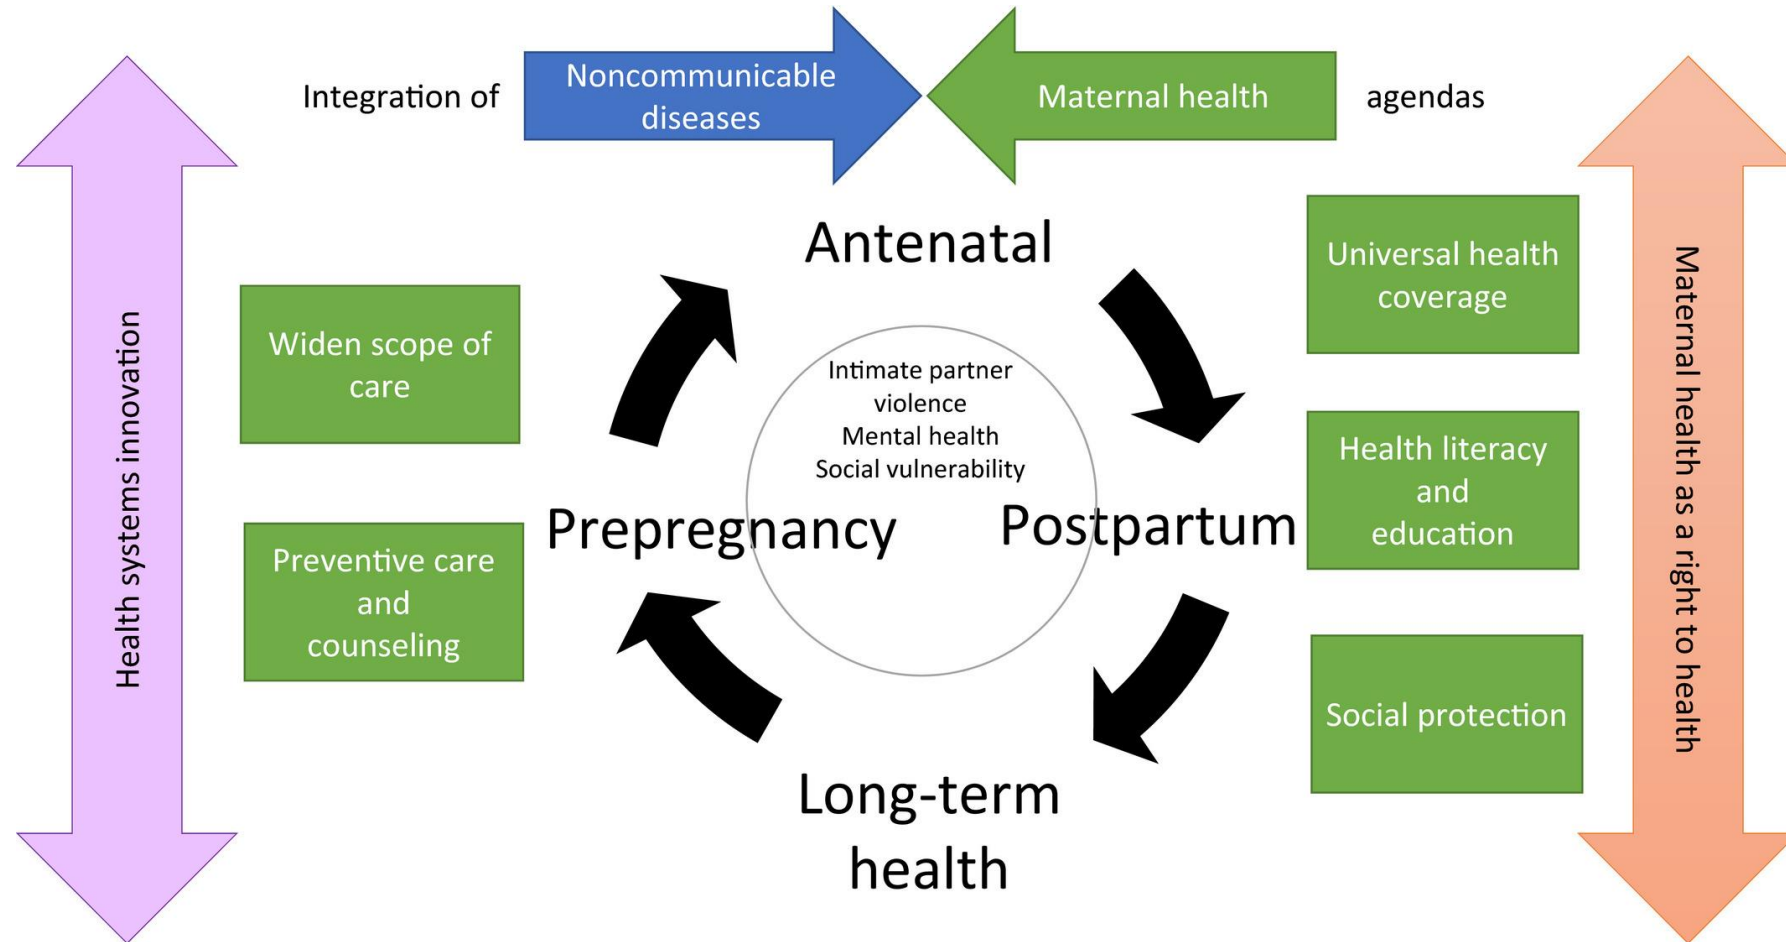 Integration of
Noncommunicable
diseases
Maternal health
agendas
Health systems innovation
Widen scope of
care
Preventive care
and
counseling
Antenatal
Intimate partner
violence
Mental health
Social vulnerability
Prepregnancy
Postpartum
Long-term
health
Universal health
coverage
Health literacy
and
education
Social protection
Maternal health as a right to health